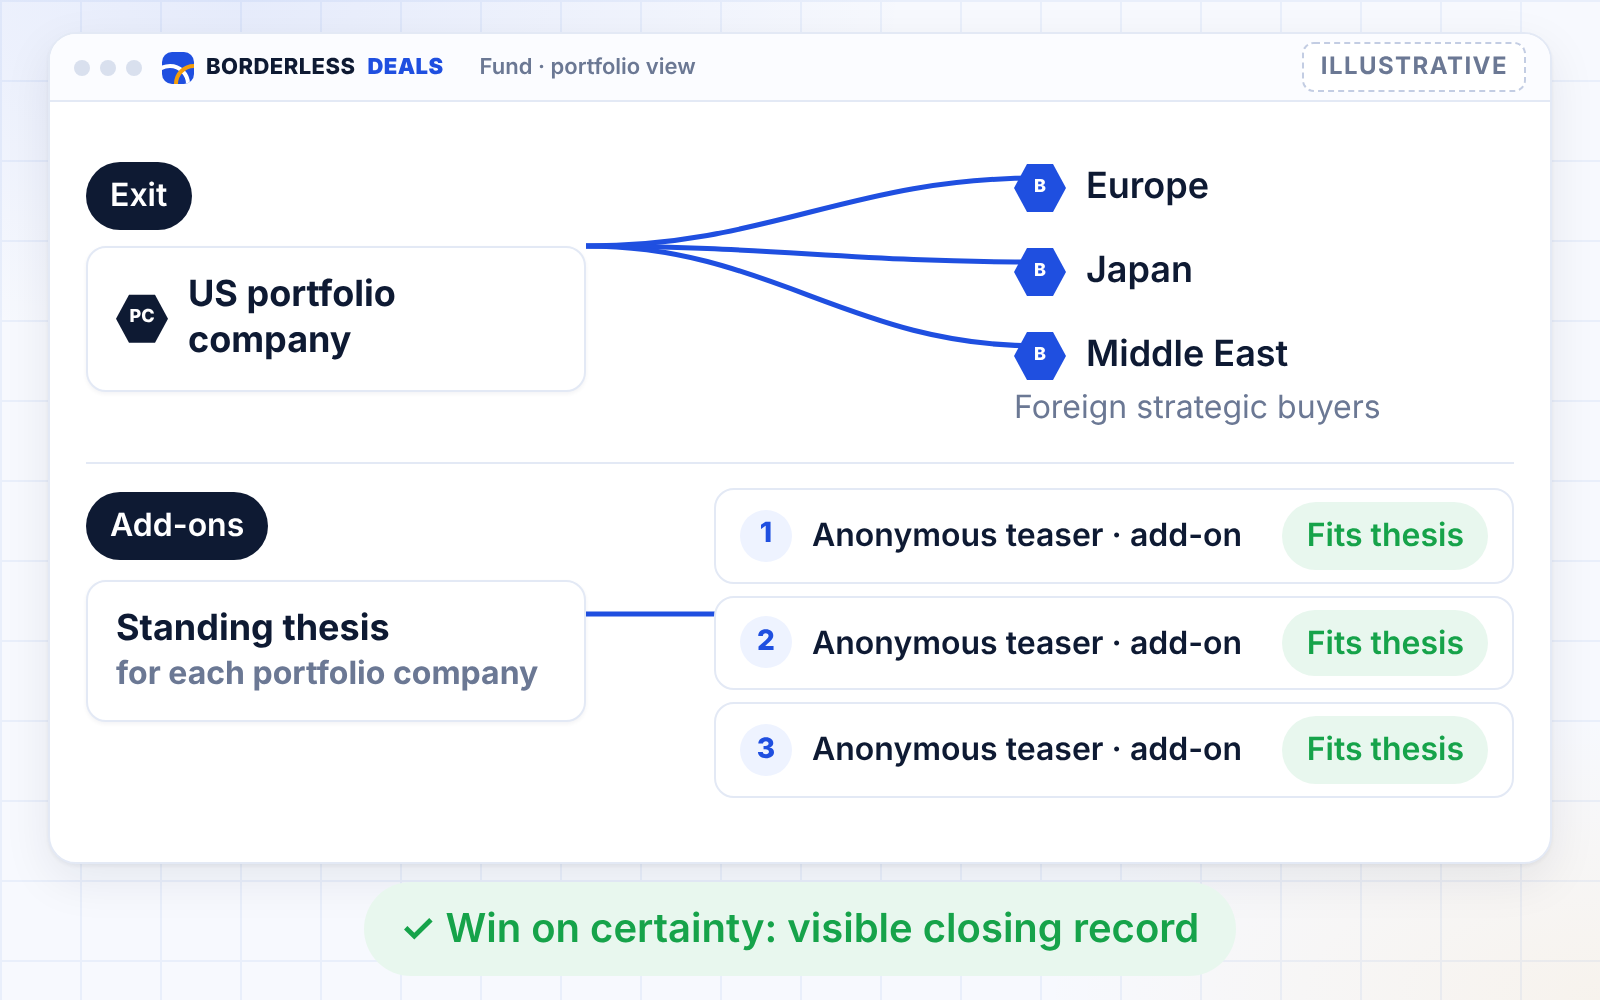 BORDERLESS DEALS
Fund · portfolio view
ILLUSTRATIVE
Exit
PC
US portfolio
company
B
Europe
B
Japan
B
Middle East
Foreign strategic buyers
Add-ons
Standing thesis
for each portfolio company
1 Anonymous teaser · add-on Fits thesis
2 Anonymous teaser · add-on Fits thesis
3 Anonymous teaser · add-on Fits thesis
✓ Win on certainty: visible closing record